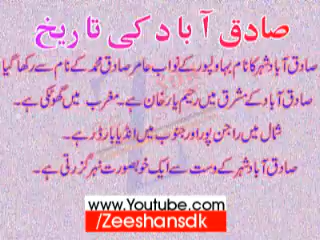 صادق آباد کی تاریخ
صادق آباد شہر کا نام بہاولپور کے نواب عامر صادق محمد کے نام سے رکھا گیا
صادق آباد کے مشرق میں رحیم یار خان ہے۔ مغرب میں گھوٹکی ہے۔
شمال میں راجن پور اور جنوب میں انڈیا بارڈر ہے۔
صادق آباد شہر کے وست سے ایک خوبصورت نہر گزرتی ہے۔
www.Youtube.com
/Zeeshansdk